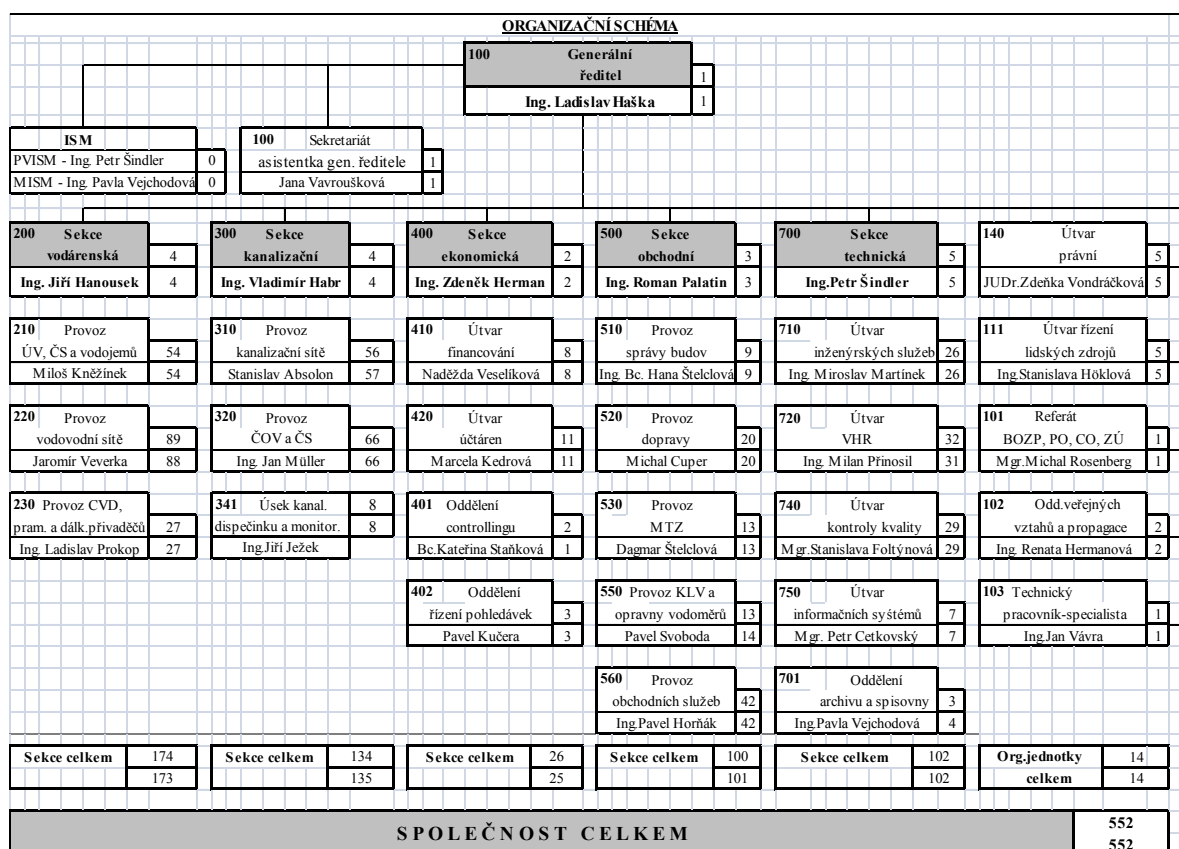 ORGANIZAČNÍ SCHÉMA
100 Generální
ředitel 1
Ing. Ladislav Haška 1
ISM
PVISM - Ing. Petr Šindler 0
MISM - Ing. Pavla Vejchodová 0
100 Sekretariát
asistentka gen. ředitele 1
Jana Vavroušková 1
200 Sekce
vodárenská 4
Ing. Jiří Hanousek 4
300 Sekce
kanalizační 4
Ing. Vladimír Habr 4
400 Sekce
ekonomická 2
Ing. Zdeněk Herman 2
500 Sekce
obchodní 3
Ing. Roman Palatin 3
700 Sekce
technická 5
Ing.Petr Šindler 5
140 Útvar
právní 5
JUDr.Zdeňka Vondráčková 5
210 Provoz
ÚV, ČS a vodojemů 54
Miloš Kněžínek 54
310 Provoz
kanalizační sítě 56
Stanislav Absolon 57
410 Útvar
financování 8
Naděžda Veselíková 8
510 Provoz
správy budov 9
Ing. Bc. Hana Štelclová 9
710 Útvar
inženýrských služeb 26
Ing. Miroslav Martínek 26
111 Útvar řízení
lidských zdrojů 5
Ing.Stanislava Höklová 5
220 Provoz
vodovodní sítě 89
Jaromír Veverka 88
320 Provoz
ČOV a ČS 66
Ing. Jan Müller 66
420 Útvar
účtáren 11
Marcela Kedrová 11
520 Provoz
dopravy 20
Michal Cuper 20
720 Útvar
VHR 32
Ing. Milan Přinosil 31
101 Referát
BOZP, PO, CO, ZÚ 1
Mgr.Michal Rosenberg 1
230 Provoz CVD,
pram. a dálk.přivaděčů 27
Ing. Ladislav Prokop 27
341 Úsek kanal. 8
dispečinku a monitor. 8
Ing.Jiří Ježek
401 Oddělení
controllingu 2
Bc.Kateřina Staňková 1
530 Provoz
MTZ 13
Dagmar Štelclová 13
740 Útvar
kontroly kvality 29
Mgr.Stanislava Foltýnová 29
102 Odd.veřejných
vztahů a propagace 2
Ing. Renata Hermanová 2
402 Oddělení
řízení pohledávek 3
Pavel Kučera 3
550 Provoz KLV a
opravny vodoměrů 13
Pavel Svoboda 14
750 Útvar
informačních systémů 7
Mgr. Petr Cetkovský 7
103 Technický
pracovník-specialista 1
Ing.Jan Vávra 1
560 Provoz
obchodních služeb 42
Ing.Pavel Horňák 42
701 Oddělení
archivu a spisovny 3
Ing.Pavla Vejchodová 4
Sekce celkem 174
173
Sekce celkem 134
135
Sekce celkem 26
25
Sekce celkem 100
101
Sekce celkem 102
102
Org.jednotky 14
celkem 14
SPOLEČNOST CELKEM 552
552